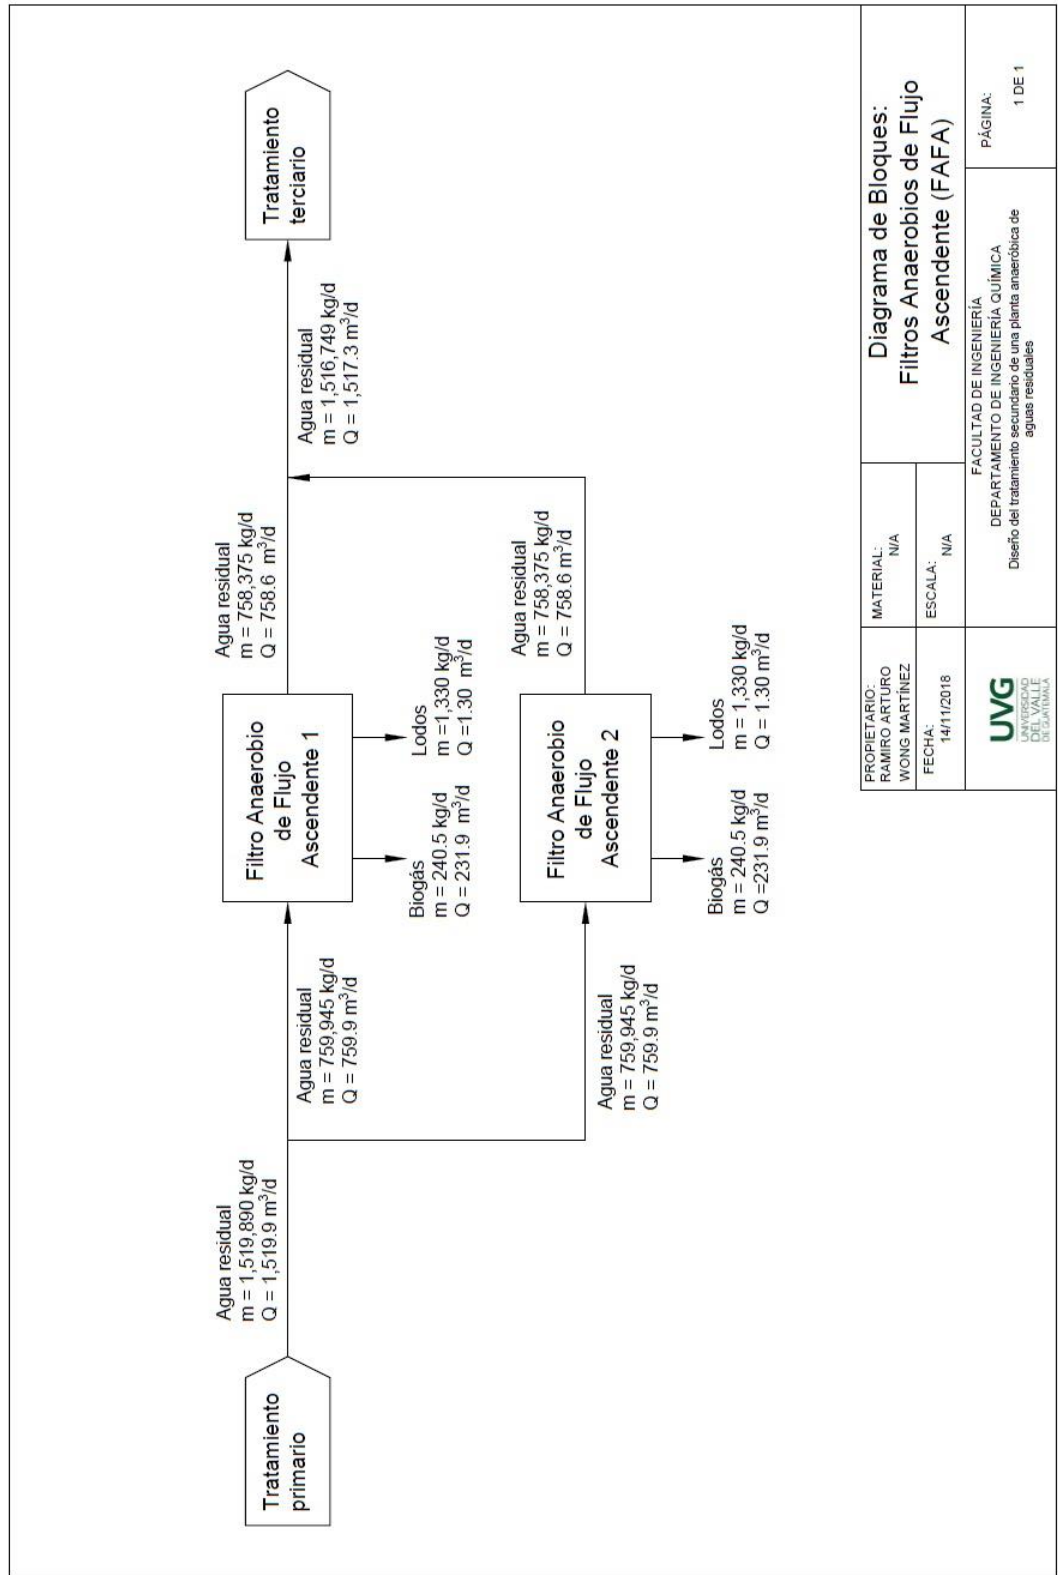 Tratamiento
primario
Agua residual
m = 1,519,890 kg/d
Q = 1,519.9 m³/d
Agua residual
m = 759,945 kg/d
Q = 759.9 m³/d
Filtro Anaerobio
de Flujo
Ascendente 1
Biogás
m = 240.5 kg/d
Q = 231.9 m³/d
Lodos
m =1,330 kg/d
Q =1.30 m³/d
Agua residual
m = 758,375 kg/d
Q = 758.6 m³/d
Agua residual
m = 1,516,749 kg/d
Q = 1,517.3 m³/d
Tratamiento
terciario
Agua residual
m = 759,945 kg/d
Q = 759.9 m³/d
Filtro Anaerobio
de Flujo
Ascendente 2
Biogás
m = 240.5 kg/d
Q =231.9 m³/d
Lodos
m = 1,330 kg/d
Q = 1.30 m³/d
Agua residual
m = 758,375 kg/d
Q = 758.6 m³/d
PROPIETARIO:
RAMIRO ARTURO
WONG MARTÍNEZ
FECHA:
14/11/2018
MATERIAL:
N/A
ESCALA:
N/A
Diagrama de Bloques:
Filtros Anaerobios de Flujo
Ascendente (FAFA)
UVG
UNIVERSIDAD
DEL VALLE
DE GUATEMALA
FACULTAD DE INGENIERÍA
DEPARTAMENTO DE INGENIERÍA QUÍMICA
Diseño del tratamiento secundario de una planta anaeróbica de
aguas residuales
PÁGINA:
1 DE 1